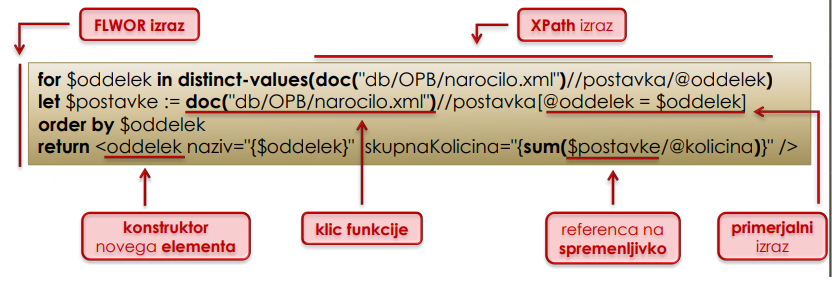 FLWOR izraz
XPath izraz
for $oddelek in distinct-values(doc("db/OPB/narocilo.xml")//postavka/@oddelek)
let $postavke := doc("db/OPB/narocilo.xml")//postavka[@oddelek = $oddelek]
order by $oddelek
return <oddelek naziv="{$oddelek}" skupnaKolicina="{sum($postavke/@kolicina)}" />
konstruktor
novega elementa
klic funkcije
referenca na
spremenljivko
primerjalni
izraz